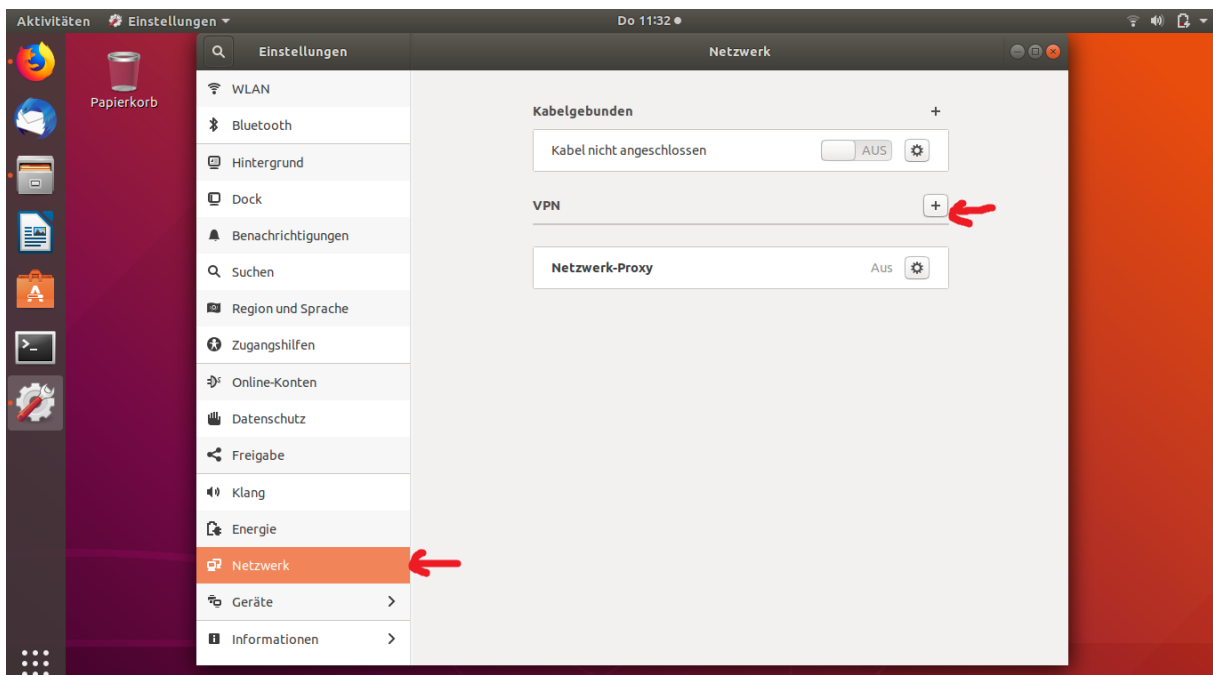 Aktivitäten Einstellungen Do 11:32
Papierkorb
Einstellungen
WLAN
Bluetooth
Hintergrund
Dock
Benachrichtigungen
Suchen
Region und Sprache
Zugangshilfen
Online-Konten
Datenschutz
Freigabe
Klang
Energie
Netzwerk
Geräte
Informationen
Netzwerk
Kabelgebunden +
Kabel nicht angeschlossen AUS
VPN +
Netzwerk-Proxy Aus